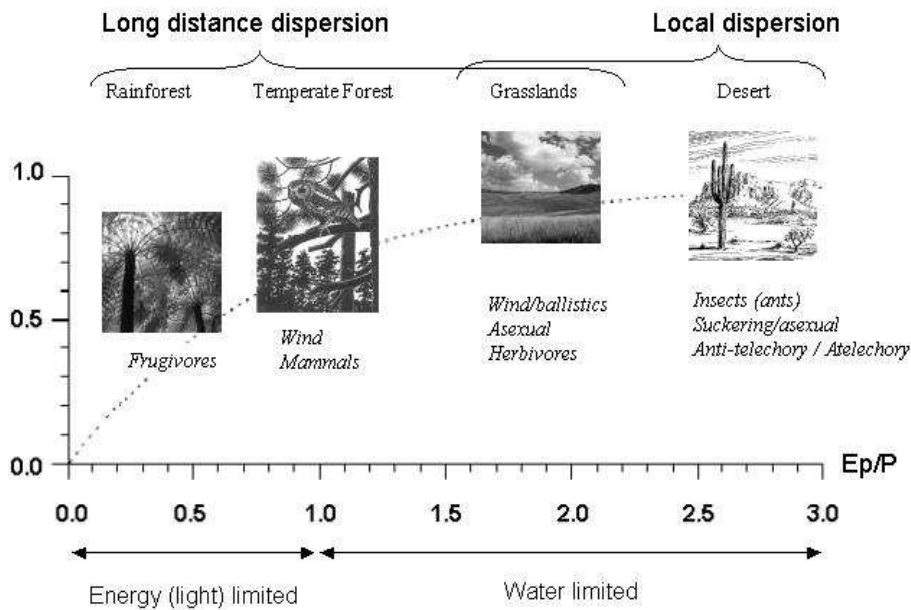 Long distance dispersion
Local dispersion
Rainforest
Temperate Forest
Grasslands
Desert
1.0
0.5
0.0
Frugivores
Wind
Mammals
Wind/ballistics
Asexual
Herbivores
Insects (ants)
Suckering/asexual
Anti-telechory / Atelechory
Ep/P
0.0 0.5 1.0 1.5 2.0 2.5 3.0
Energy (light) limited
Water limited